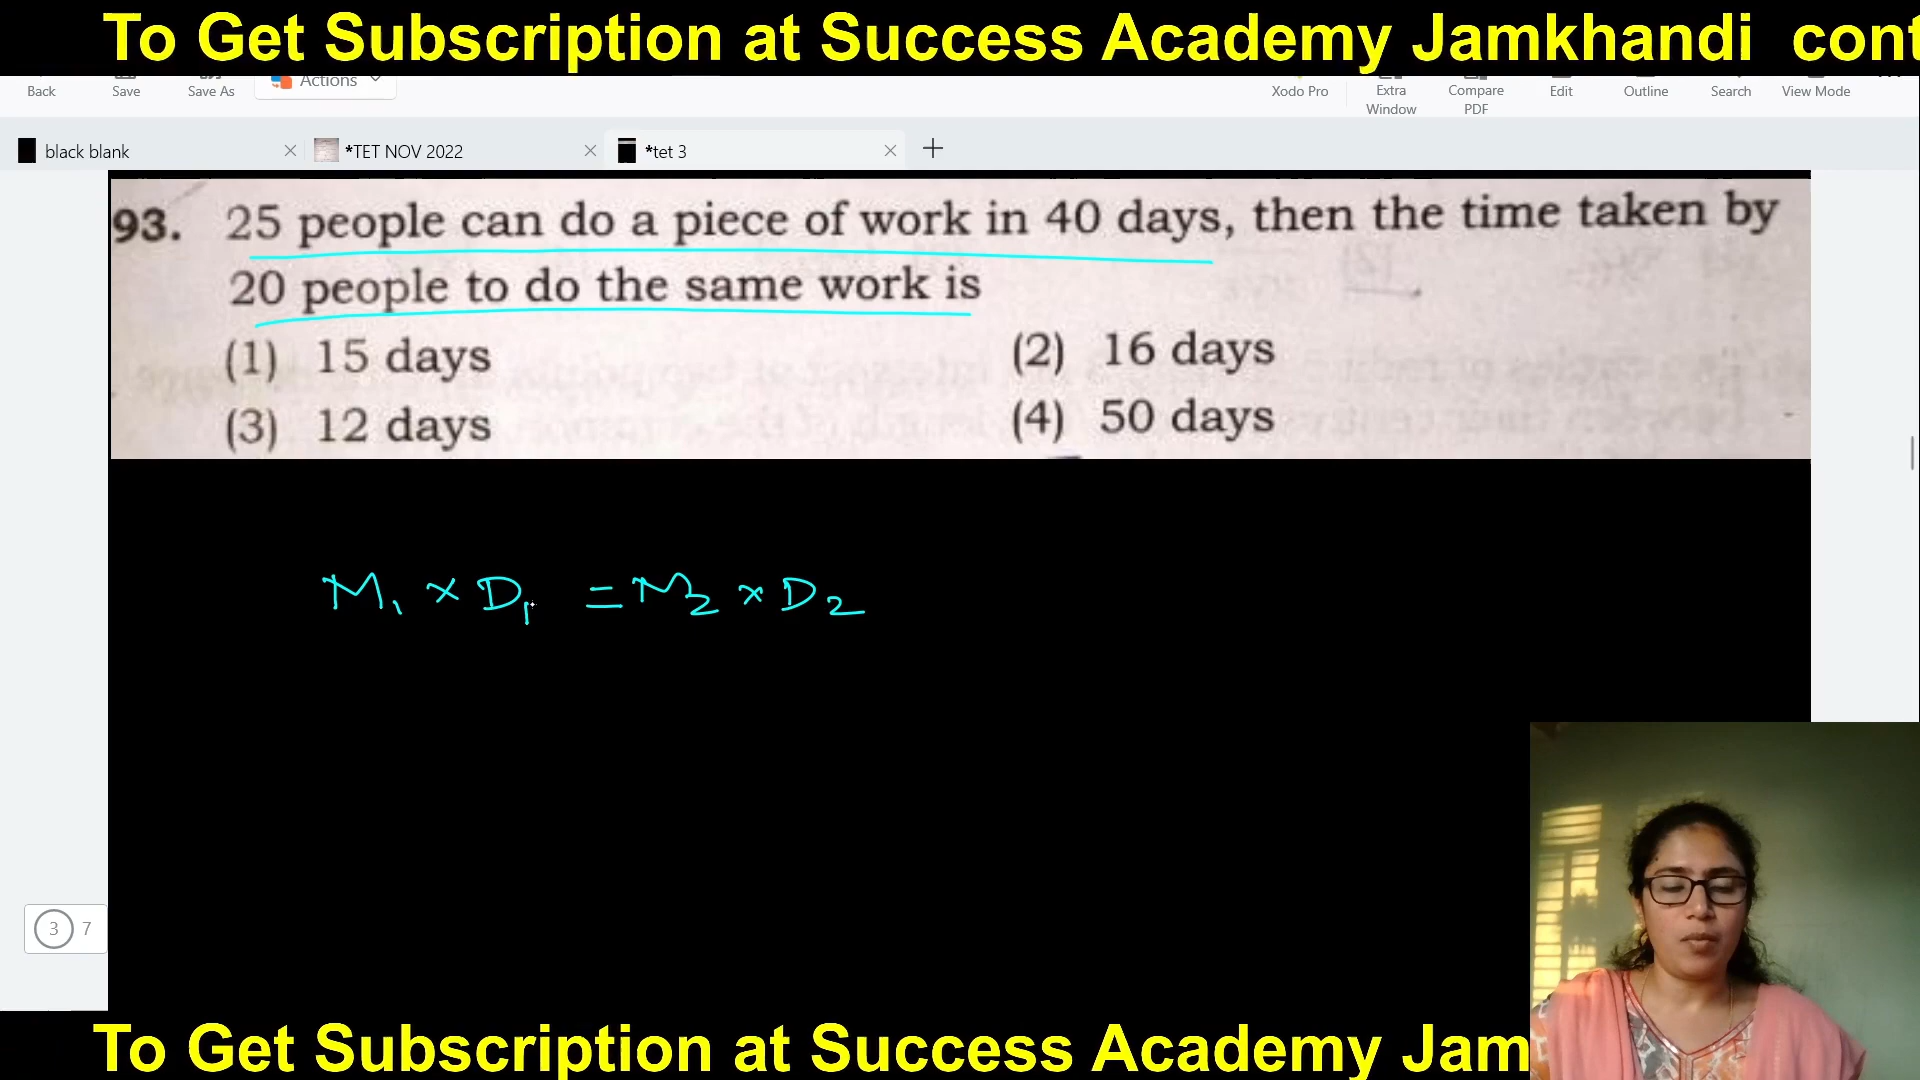 To Get Subscription at Success Academy Jamkhandi cont
Back Save Save As Actions Xodo Pro Extra Window Compare PDF Edit Outline Search View Mode
black blank *TET NOV 2022 *tet 3
93. 25 people can do a piece of work in 40 days, then the time taken by
20 people to do the same work is
(1) 15 days (2) 16 days
(3) 12 days (4) 50 days
M₁ × D₁ = M₂ × D₂
3 7
To Get Subscription at Success Academy Jam